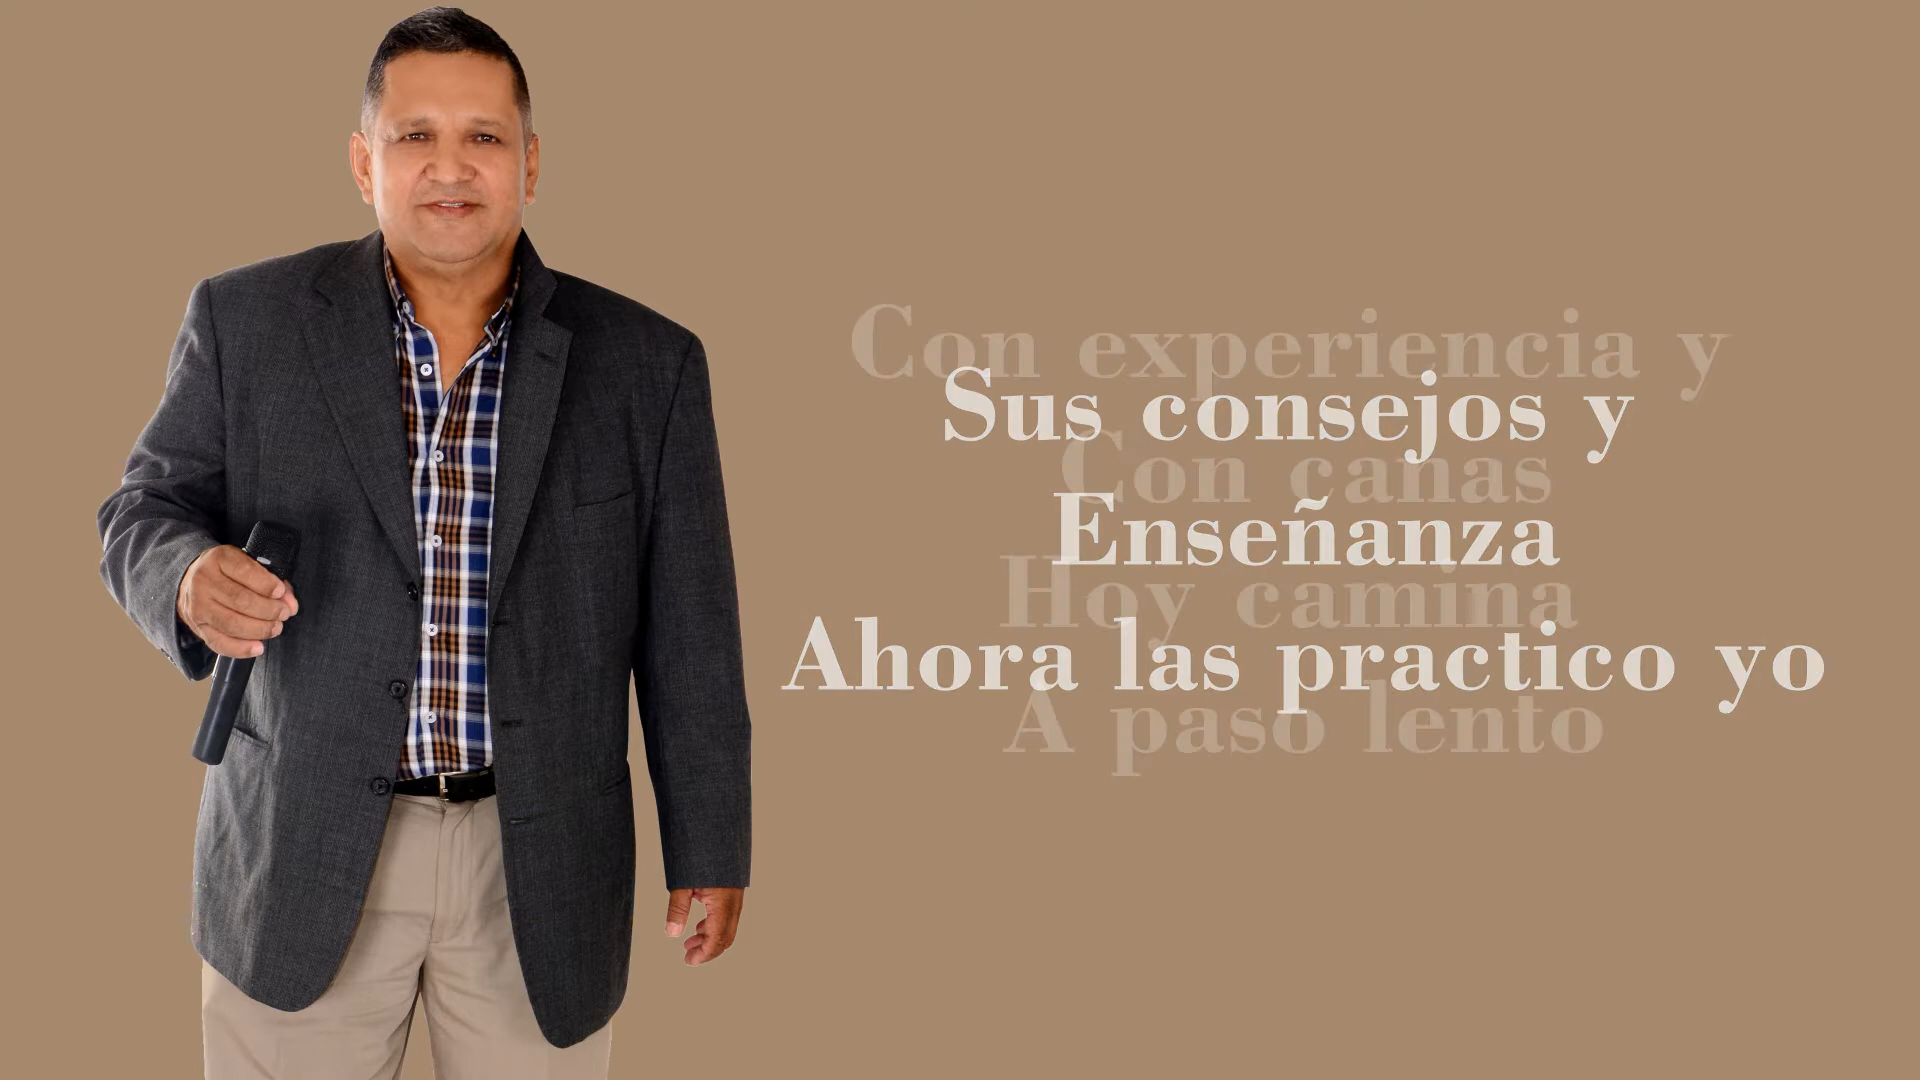 Con experiencia y
Sus consejos y
Con canas
Enseñanza
Hoy camina
Ahora las practico yo
A paso lento